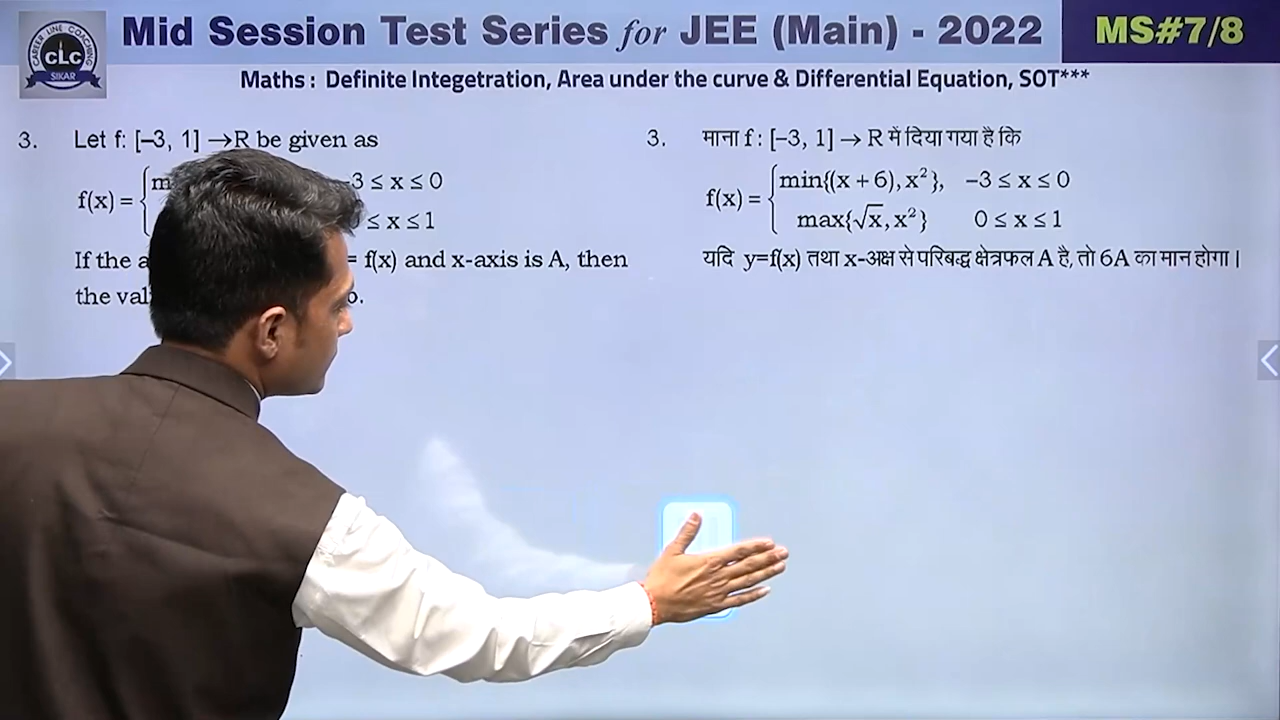 Mid Session Test Series for JEE (Main) - 2022
MS#7/8
CAREER LINE COACHING
CLC
SIKAR
Maths : Definite Integetration, Area under the curve & Differential Equation, SOT***
3. Let f: [–3, 1] →R be given as
3 ≤ x ≤ 0
f(x) =
≤ x ≤ 1
If the = f(x) and x-axis is A, then
the
3. माना f : [–3, 1] → R में दिया गया है कि
min{(x + 6), x²}, –3 ≤ x ≤ 0
f(x) =
max{√x, x²} 0 ≤ x ≤ 1
यदि y=f(x) तथा x-अक्ष से परिबद्ध क्षेत्रफल A है, तो 6A का मान होगा।